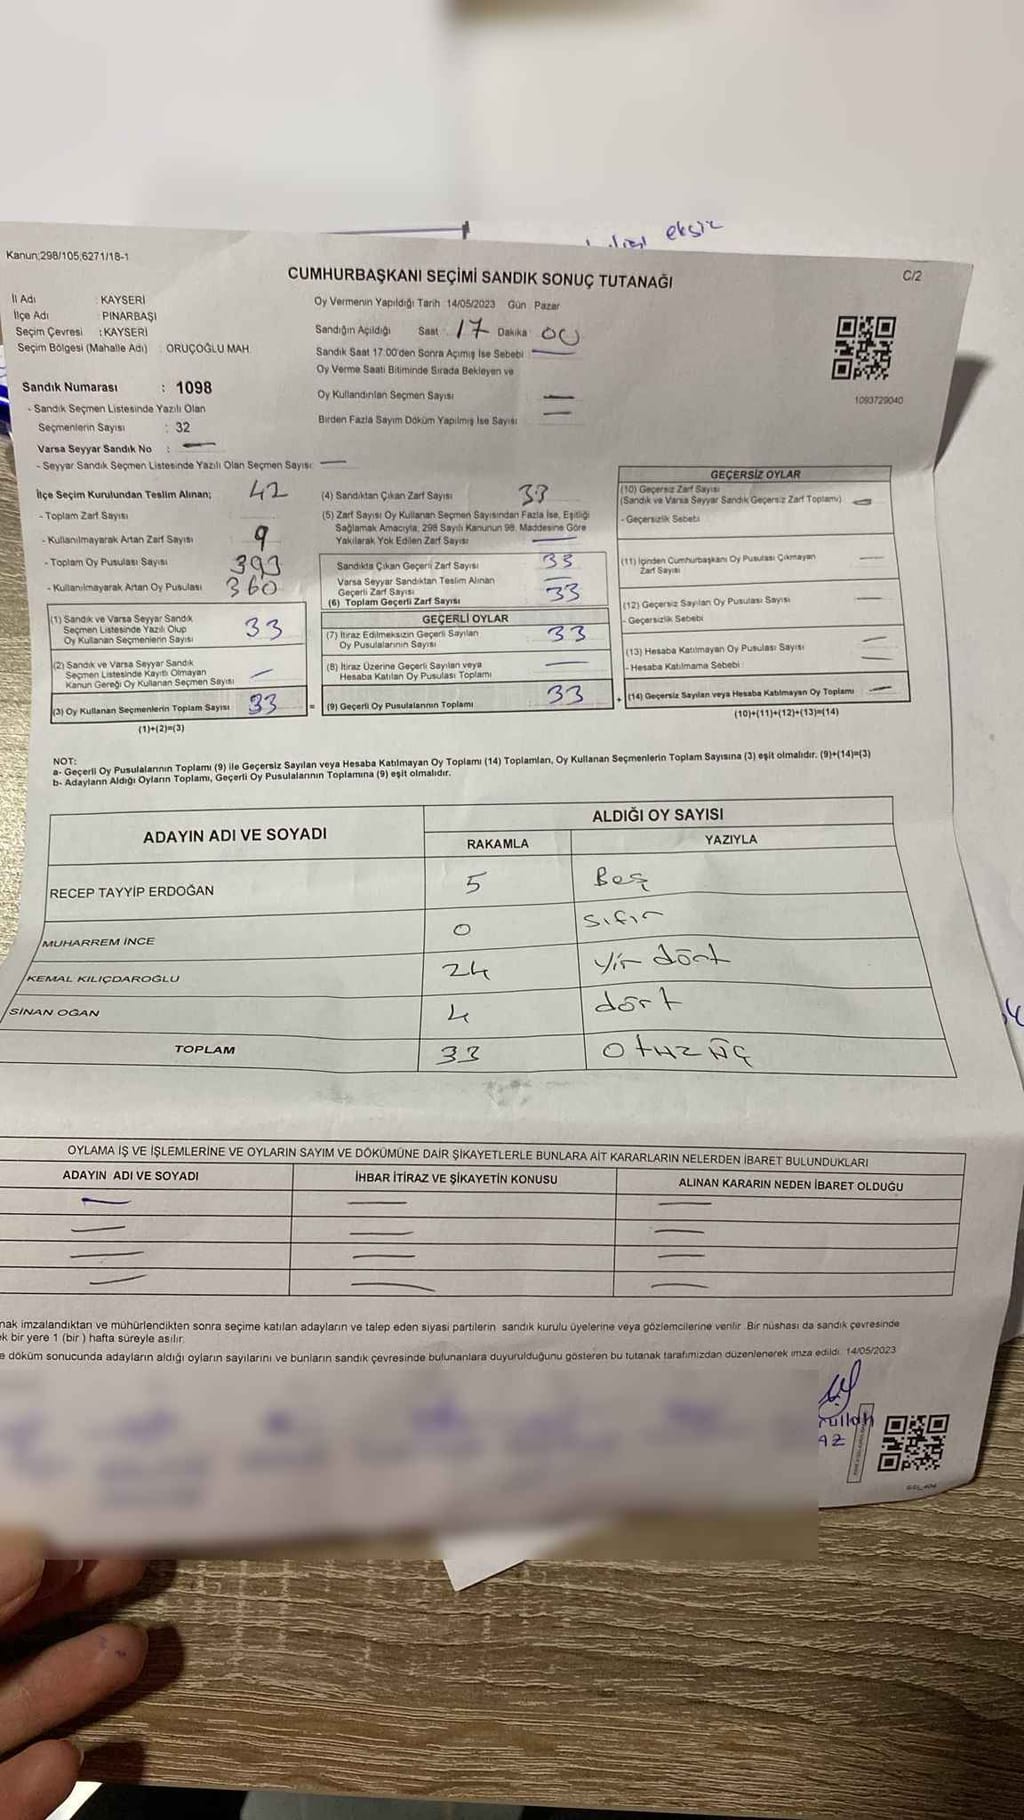 eksiz
Kanun;298/105;6271/18-1
C/2
CUMHURBAŞKANI SEÇİMİ SANDIK SONUÇ TUTANAĞI
İl Adı : KAYSERİ
İlçe Adı : PINARBAŞI
Seçim Çevresi : KAYSERİ
Seçim Bölgesi (Mahalle Adı) : ORUÇOĞLU MAH.
Sandık Numarası : 1098
- Sandık Seçmen Listesinde Yazılı Olan
Seçmenlerin Sayısı : 32
Varsa Seyyar Sandık No : —
- Seyyar Sandık Seçmen Listesinde Yazılı Olan Seçmen Sayısı: —
Oy Vermenin Yapıldığı Tarih 14/05/2023 Gün Pazar
Sandığın Açıldığı Saat 17 Dakika 00
Sandık Saat 17:00'den Sonra Açımış İse Sebebi —
Oy Verme Saati Bitiminde Sırada Bekleyen ve
Oy Kullandırılan Seçmen Sayısı —
Birden Fazla Sayım Döküm Yapılmış İse Sayısı —
1093729040
İlçe Seçim Kurulundan Teslim Alınan;
- Toplam Zarf Sayısı 42
- Kullanılmayarak Artan Zarf Sayısı 9
- Toplam Oy Pusulası Sayısı 393
- Kullanılmayarak Artan Oy Pusulası 360
(1) Sandık ve Varsa Seyyar Sandık
Seçmen Listesinde Yazılı Olup
Oy Kullanan Seçmenlerin Sayısı 33
(2) Sandık ve Varsa Seyyar Sandık
Seçmen Listesinde Kayıtlı Olmayan
Kanun Gereği Oy Kullanan Seçmen Sayısı —
(3) Oy Kullanan Seçmenlerin Toplam Sayısı 33 =
(1)+(2)=(3)
(4) Sandıktan Çıkan Zarf Sayısı 33
(5) Zarf Sayısı Oy Kullanan Seçmen Sayısından Fazla İse, Eşitliği
Sağlamak Amacıyla, 298 Sayılı Kanunun 98. Maddesine Göre
Yakılarak Yok Edilen Zarf Sayısı —
Sandıkta Çıkan Geçerli Zarf Sayısı 33
Varsa Seyyar Sandıktan Teslim Alınan
Geçerli Zarf Sayısı —
(6) Toplam Geçerli Zarf Sayısı 33
GEÇERLİ OYLAR
(7) İtiraz Edilmeksizin Geçerli Sayılan
Oy Pusulalarının Sayısı 33
(8) İtiraz Üzerine Geçerli Sayılan veya
Hesaba Katılan Oy Pusulası Toplamı —
(9) Geçerli Oy Pusulalarının Toplamı 33 +
GEÇERSİZ OYLAR
(10) Geçersiz Zarf Sayısı
(Sandık ve Varsa Seyyar Sandık Geçersiz Zarf Toplamı) —
- Geçersizlik Sebebi
(11) İçinden Cumhurbaşkanı Oy Pusulası Çıkmayan
Zarf Sayısı —
(12) Geçersiz Sayılan Oy Pusulası Sayısı —
- Geçersizlik Sebebi
(13) Hesaba Katılmayan Oy Pusulası Sayısı —
- Hesaba Katılmama Sebebi : —
(14) Geçersiz Sayılan veya Hesaba Katılmayan Oy Toplamı —
(10)+(11)+(12)+(13)=(14)
NOT:
a- Geçerli Oy Pusulalarının Toplamı (9) ile Geçersiz Sayılan veya Hesaba Katılmayan Oy Toplamı (14) Toplamları, Oy Kullanan Seçmenlerin Toplam Sayısına (3) eşit olmalıdır. (9)+(14)=(3)
b- Adayların Aldığı Oyların Toplamı, Geçerli Oy Pusulalarının Toplamına (9) eşit olmalıdır.
ADAYIN ADI VE SOYADI
ALDIĞI OY SAYISI
RAKAMLA YAZIYLA
RECEP TAYYİP ERDOĞAN 5 Beş
MUHARREM İNCE 0 sıfır
KEMAL KILIÇDAROĞLU 24 yir dört
SİNAN OĞAN 4 dört
TOPLAM 33 otuz üç
OYLAMA İŞ VE İŞLEMLERİNE VE OYLARIN SAYIM VE DÖKÜMÜNE DAİR ŞİKAYETLERLE BUNLARA AİT KARARLARIN NELERDEN İBARET BULUNDUKLARI
ADAYIN ADI VE SOYADI İHBAR İTİRAZ VE ŞİKAYETİN KONUSU ALINAN KARARIN NEDEN İBARET OLDUĞU
— — —
— — —
— — —
— — —
imzalandıktan ve mühürlendikten sonra seçime katılan adayların ve talep eden siyasi partilerin sandık kurulu üyelerine veya gözlemcilerine verilir. Bir nüshası da sandık çevresinde
bir yere 1 (bir) hafta süreyle asılır.
döküm sonucunda adayların aldığı oyların sayılarını ve bunların sandık çevresinde bulunanlara duyurulduğunu gösteren bu tutanak tarafımızdan düzenlenerek imza edildi. 14/05/2023
rullah
AZ